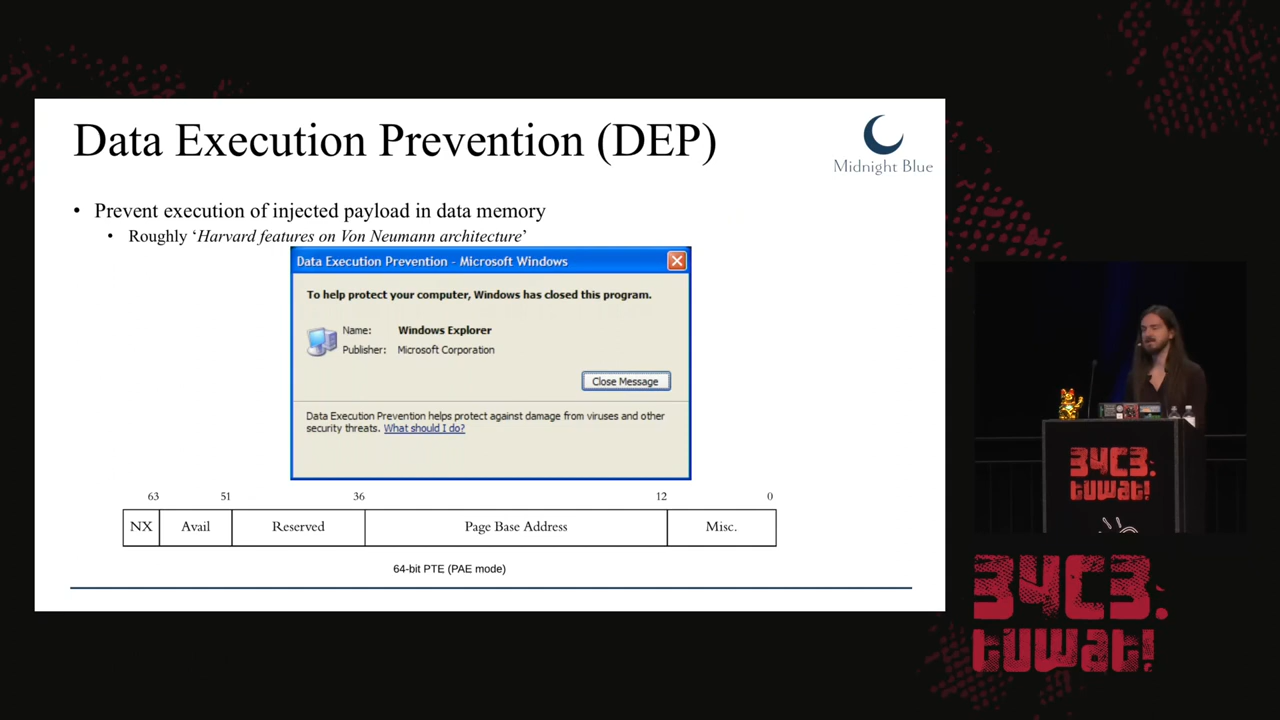 Data Execution Prevention (DEP)
Midnight Blue
• Prevent execution of injected payload in data memory
• Roughly ‘Harvard features on Von Neumann architecture’
Data Execution Prevention - Microsoft Windows
To help protect your computer, Windows has closed this program.
Name: Windows Explorer
Publisher: Microsoft Corporation
Close Message
Data Execution Prevention helps protect against damage from viruses and other
security threats. What should I do?
63 51 36 12 0
NX Avail Reserved Page Base Address Misc.
64-bit PTE (PAE mode)
34C3.
tuwat!
34C3.
tuwat!